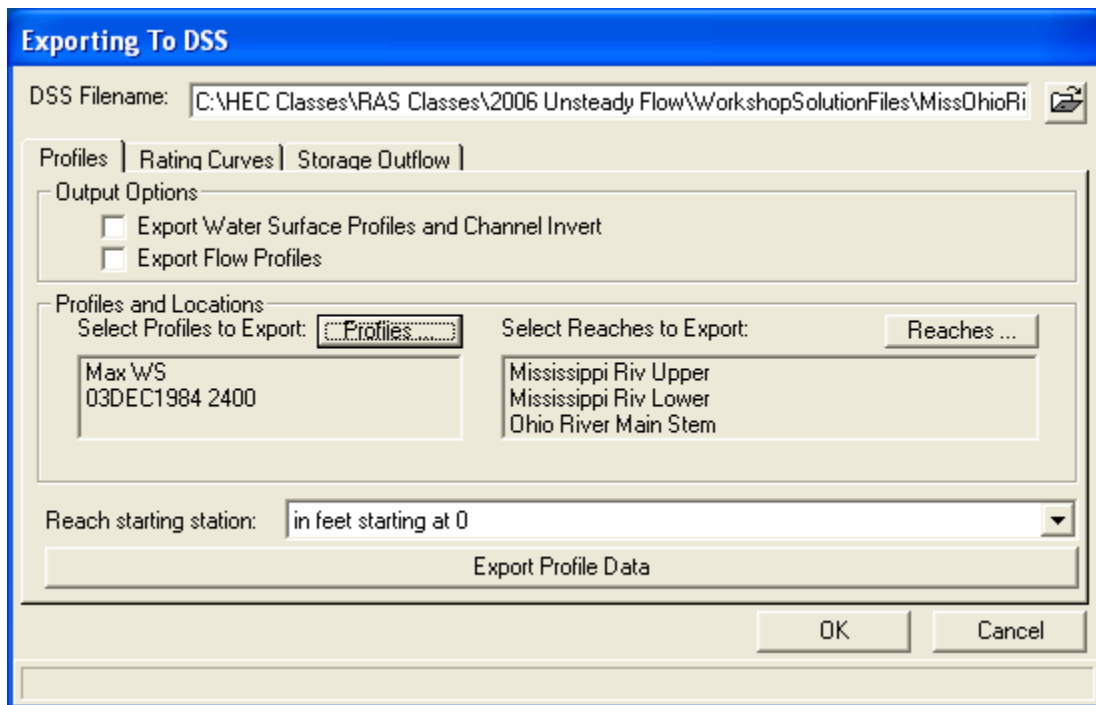 Exporting To DSS
DSS Filename: C:\HEC Classes\RAS Classes\2006 Unsteady Flow\WorkshopSolutionFiles\MissOhioRi
Profiles Rating Curves Storage Outflow
Output Options
Export Water Surface Profiles and Channel Invert
Export Flow Profiles
Profiles and Locations
Select Profiles to Export: Profiles ... Select Reaches to Export: Reaches ...
Max WS
03DEC1984 2400
Mississippi Riv Upper
Mississippi Riv Lower
Ohio River Main Stem
Reach starting station: in feet starting at 0
Export Profile Data
OK Cancel